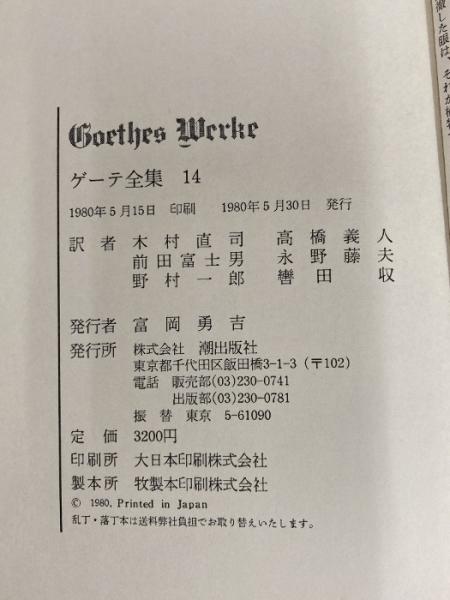 激した眼は、それが
Goethes Werke
ゲーテ全集 14
1980年5月15日 印刷 1980年5月30日 発行
訳者 木村直司 高橋義人
前田富士男 永野藤夫
野村一郎 轡田収
発行者 富岡勇吉
発行所 株式会社 潮出版社
東京都千代田区飯田橋3-1-3 (〒102)
電話 販売部(03)230-0741
出版部(03)230-0781
振替 東京 5-61090
定価 3200円
印刷所 大日本印刷株式会社
製本所 牧製本印刷株式会社
© 1980, Printed in Japan
乱丁・落丁本は送料弊社負担でお取り替えいたします。